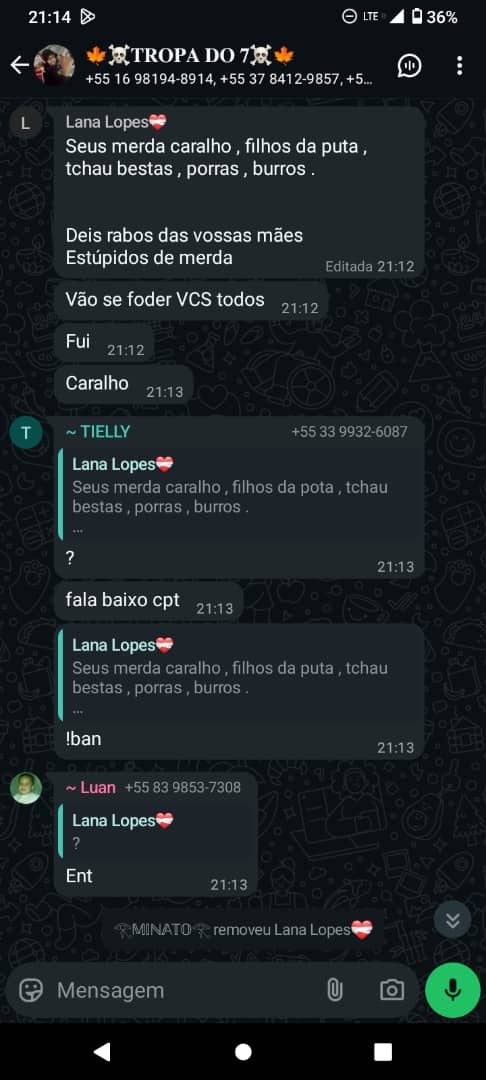 21:14
LTE
36%
🍁☠️TROPA DO 7☠️🍁
+55 16 98194-8914, +55 37 8412-9857, +5...
L
Lana Lopes❤️‍🩹
Seus merda caralho , filhos da puta ,
tchau bestas , porras , burros .
Deis rabos das vossas mães
Estúpidos de merda
Editada 21:12
Vão se foder VCS todos 21:12
Fui 21:12
Caralho 21:13
T
~ TIELLY +55 33 9932-6087
Lana Lopes❤️‍🩹
Seus merda caralho , filhos da pota , tchau
bestas , porras , burros .
...
?
21:13
fala baixo cpt 21:13
Lana Lopes❤️‍🩹
Seus merda caralho , filhos da puta , tchau
bestas , porras , burros .
...
!ban
21:13
~ Luan +55 83 9853-7308
Lana Lopes❤️‍🩹
?
Ent
21:13
𝕄𝕀ℕ𝔸𝕋𝕆 removeu Lana Lopes❤️‍🩹
Mensagem